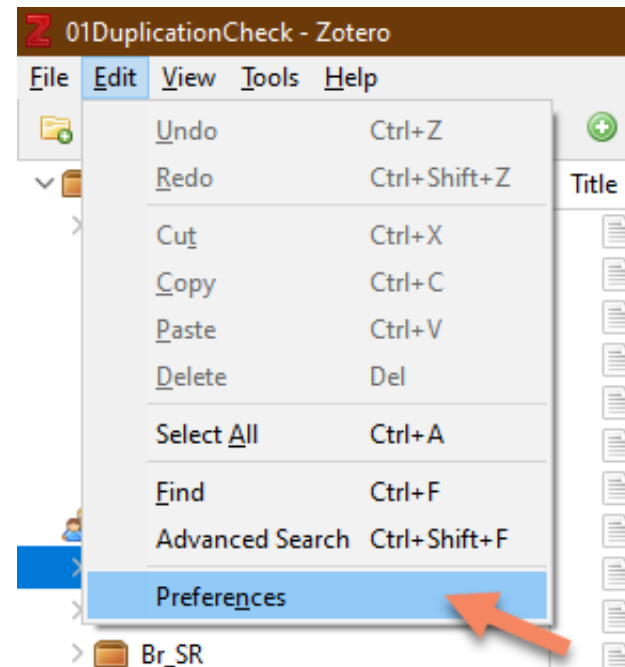 Z 01DuplicationCheck - Zotero
File Edit View Tools Help
Undo Ctrl+Z
Redo Ctrl+Shift+Z
Title
Cut Ctrl+X
Copy Ctrl+C
Paste Ctrl+V
Delete Del
Select All Ctrl+A
Find Ctrl+F
Advanced Search Ctrl+Shift+F
Preferences
Br_SR